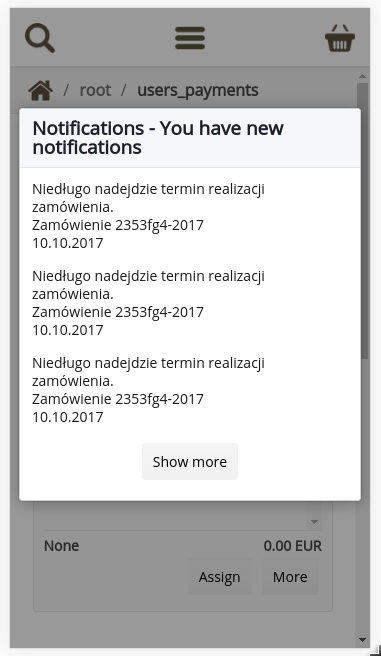 / root / users_payments
Notifications - You have new
notifications
Niedługo nadejdzie termin realizacji
zamówienia.
Zamówienie 2353fg4-2017
10.10.2017
Niedługo nadejdzie termin realizacji
zamówienia.
Zamówienie 2353fg4-2017
10.10.2017
Niedługo nadejdzie termin realizacji
zamówienia.
Zamówienie 2353fg4-2017
10.10.2017
Show more
None 0.00 EUR
Assign More